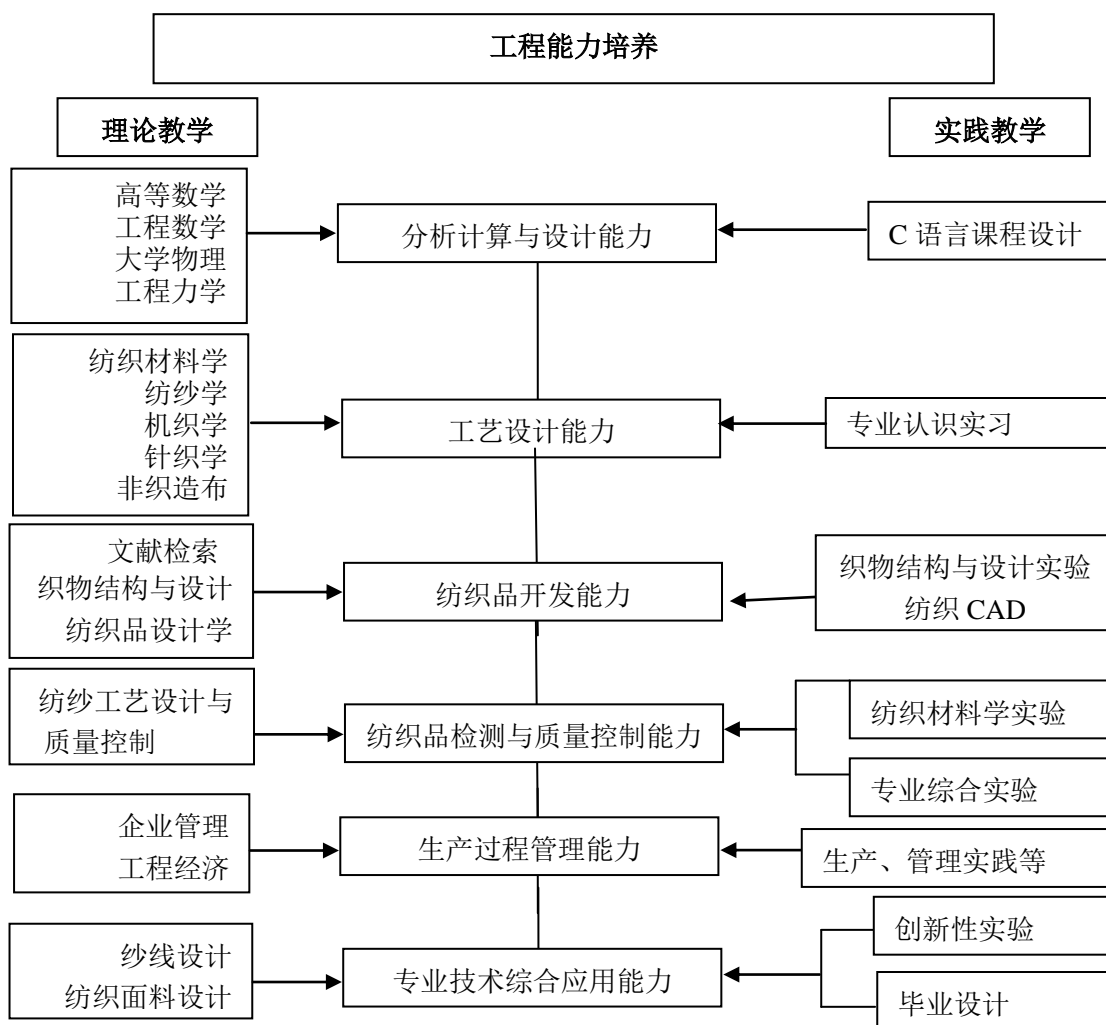 工程能力培养
理论教学
实践教学
高等数学
工程数学
大学物理
工程力学
分析计算与设计能力
C 语言课程设计
纺织材料学
纺纱学
机织学
针织学
非织造布
工艺设计能力
专业认识实习
文献检索
织物结构与设计
纺织品设计学
纺织品开发能力
织物结构与设计实验
纺织 CAD
纺纱工艺设计与
质量控制
纺织品检测与质量控制能力
纺织材料学实验
专业综合实验
企业管理
工程经济
生产过程管理能力
生产、管理实践等
纱线设计
纺织面料设计
专业技术综合应用能力
创新性实验
毕业设计